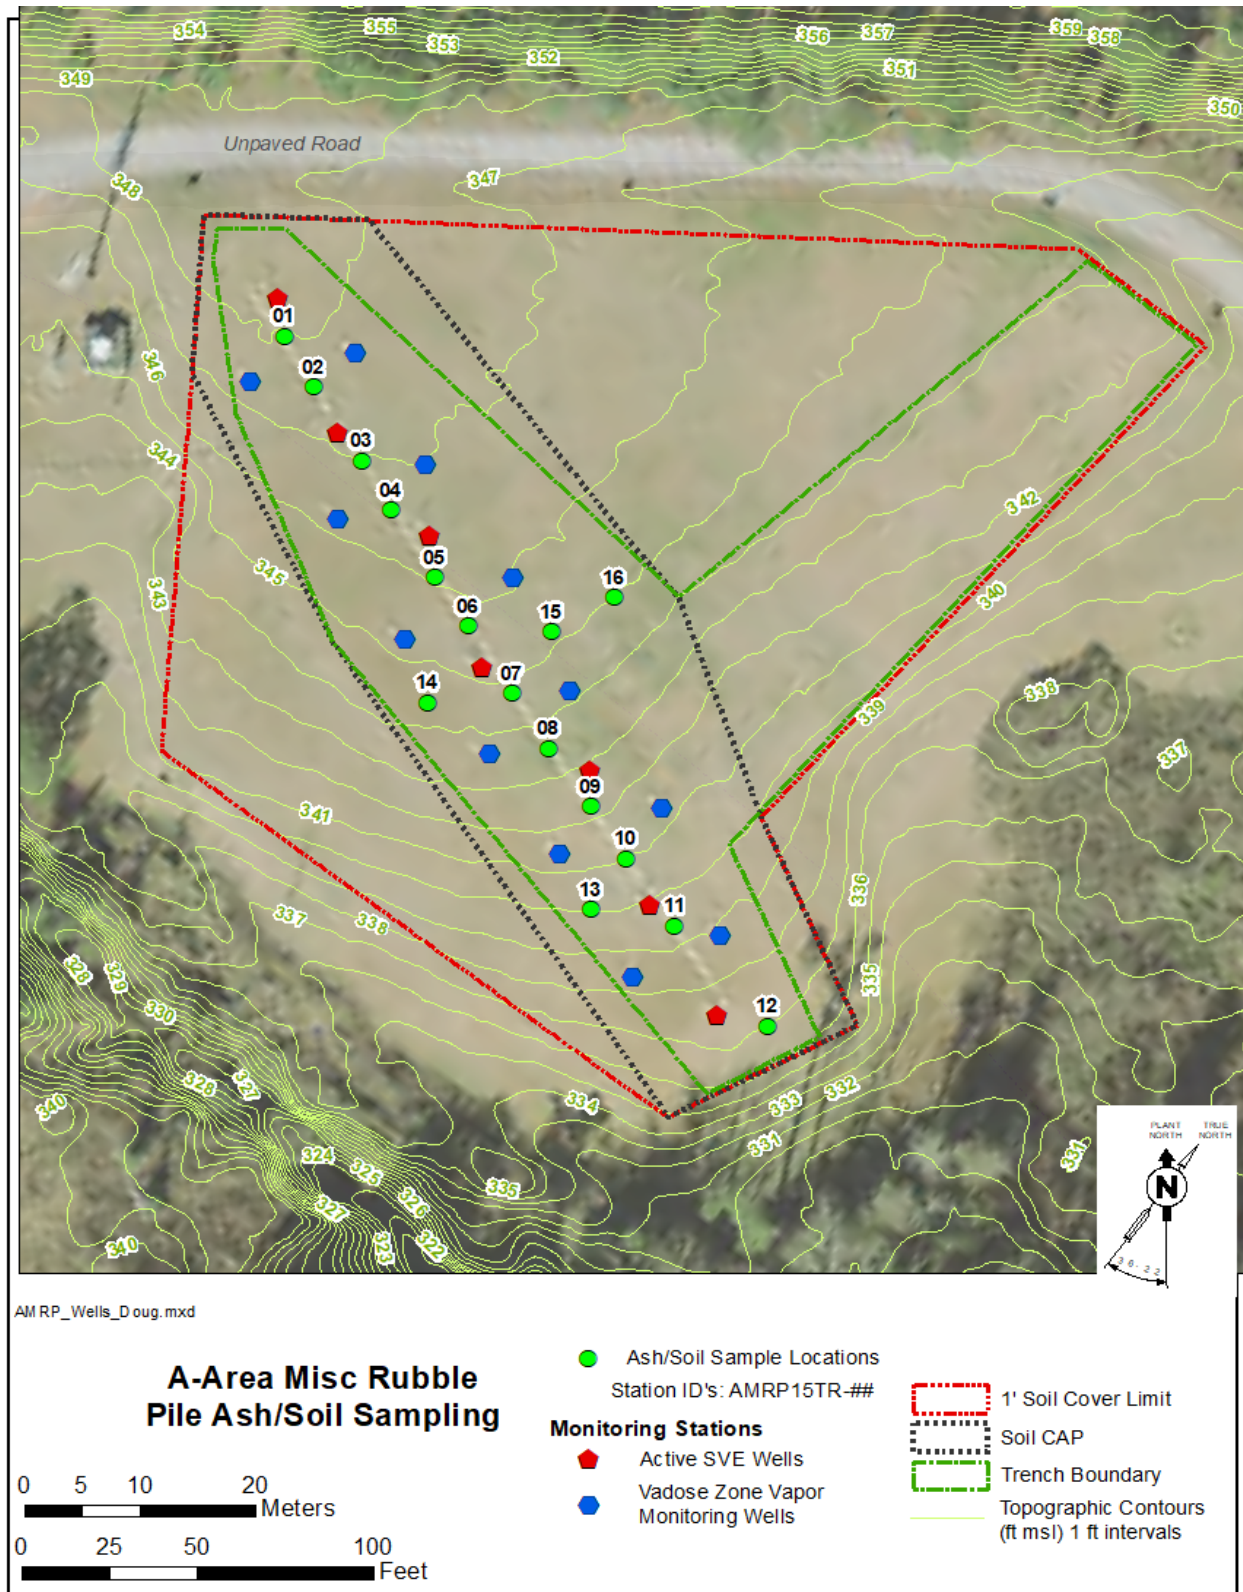 354
355
353
352
356
357
359
358
351
350
349
Unpaved Road
348
347
01
02
346
03
344
04
342
05
345
343
16
340
06
15
07
14
338
339
08
337
09
341
10
13
336
11
337
338
335
328
329
330
12
334
333
332
331
331
328
327
340
324
325
335
326
327
340
323
322
PLANT
NORTH
TRUE
NORTH
N
36.22
AMRP_Wells_Doug.mxd
A-Area Misc Rubble
Pile Ash/Soil Sampling
0 5 10 20
Meters
0 25 50 100
Feet
Ash/Soil Sample Locations
Station ID's: AMRP15TR-##
Monitoring Stations
Active SVE Wells
Vadose Zone Vapor
Monitoring Wells
1' Soil Cover Limit
Soil CAP
Trench Boundary
Topographic Contours
(ft msl) 1 ft intervals